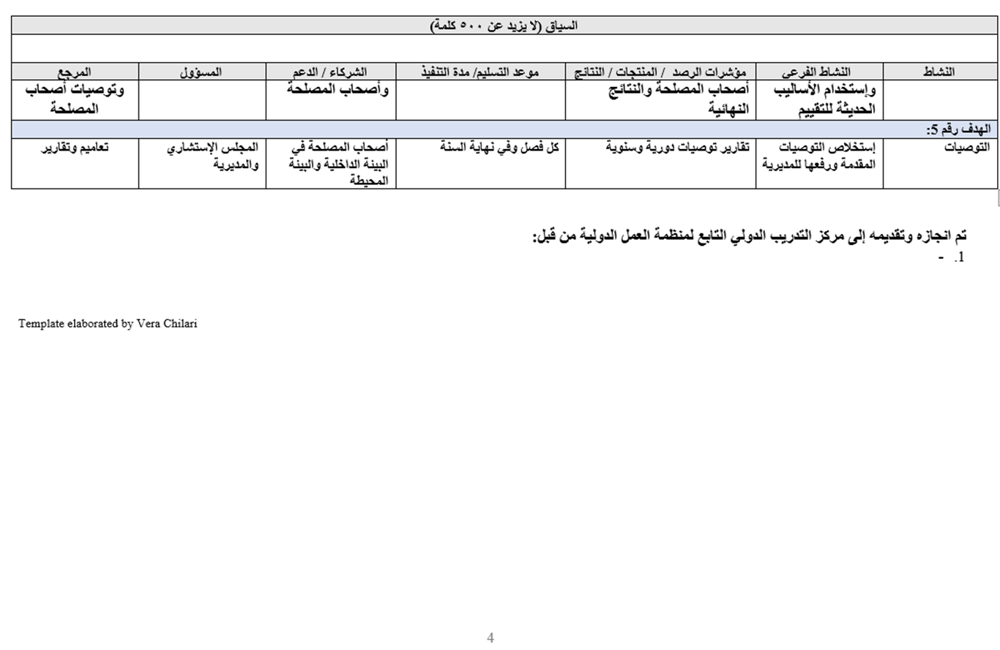 السياق (لا يزيد عن ٥٠٠ كلمة)
النشاط النشاط الفرعي مؤشرات الرصد / المنتجات / النتائج موعد التسليم/ مدة التنفيذ الشركاء / الدعم المسؤول المرجع
وإستخدام الأساليب أصحاب المصلحة والنتائج وأصحاب المصلحة وتوصيات أصحاب
الحديثة للتقييم النهائية المصلحة
الهدف رقم 5:
التوصيات إستخلاص التوصيات تقارير توصيات دورية وسنوية كل فصل وفي نهاية السنة أصحاب المصلحة في المجلس الإستشاري تعاميم وتقارير
المقدمة ورفعها للمديرية البيئة الداخلية والبيئة والمديرية
المحيطة
تم انجازه وتقديمه إلى مركز التدريب الدولي التابع لمنظمة العمل الدولية من قبل:
1. -
Template elaborated by Vera Chilari
4